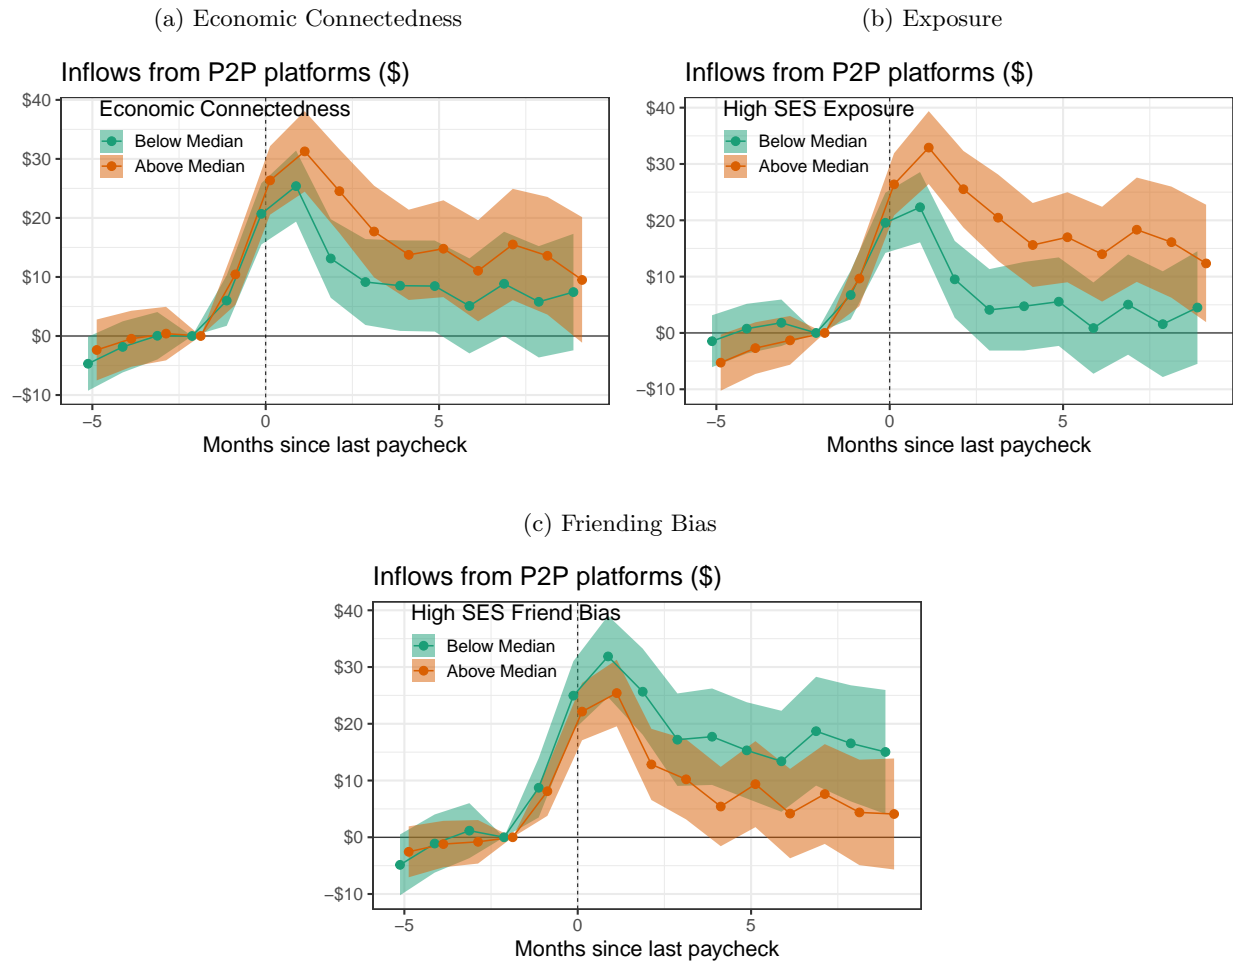 (a) Economic Connectedness
Inflows from P2P platforms ($)
Economic Connectedness
Below Median
Above Median
$40
$30
$20
$10
$0
−$10
−5
0
5
Months since last paycheck
(b) Exposure
Inflows from P2P platforms ($)
High SES Exposure
Below Median
Above Median
$40
$30
$20
$10
$0
−$10
−5
0
5
Months since last paycheck
(c) Friending Bias
Inflows from P2P platforms ($)
High SES Friend Bias
Below Median
Above Median
$40
$30
$20
$10
$0
−$10
−5
0
5
Months since last paycheck